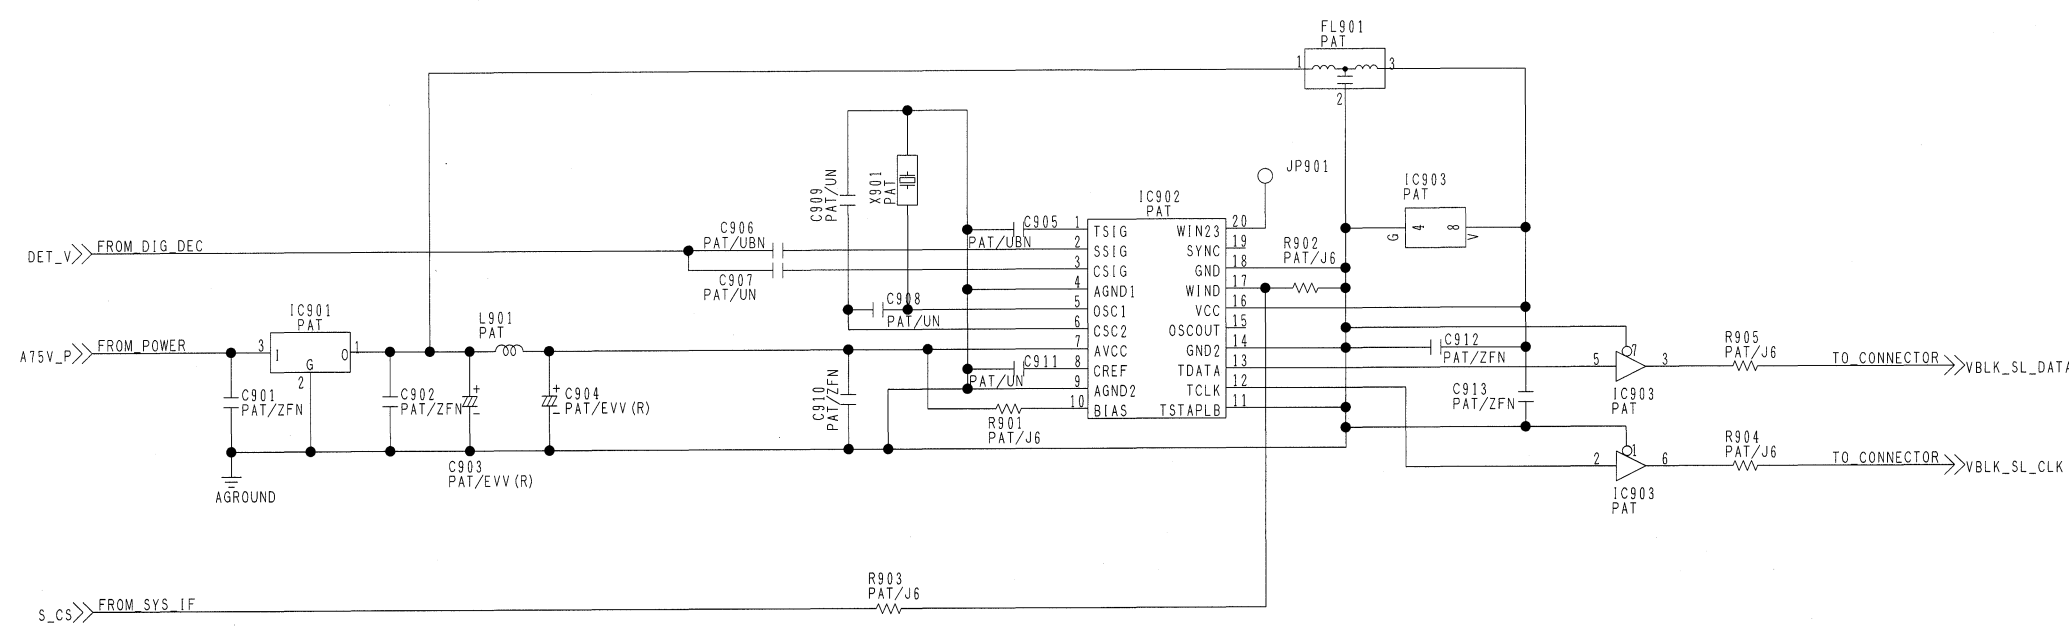 FL901
PAT
1
3
2
JP901
IC903
PAT
G
4
8
V
C909
PAT/UN
X901
PAT
IC902
PAT
C905
PAT/UBN
1 TSIG
2 SSIG
3 CSIG
4 AGND1
5 OSC1
6 CSC2
7 AVCC
8 CREF
9 AGND2
10 BIAS
WIN23 20
SYNC 19
GND 18
WIND 17
VCC 16
OSCOUT 15
GND2 14
TDATA 13
TCLK 12
TSTAPLB 11
R902
PAT/J6
DET_V
FROM_DIG_DEC
C906
PAT/UBN
C907
PAT/UN
C908
PAT/UN
A75V_P
FROM_POWER
IC901
PAT
3
I
O
1
G
2
L901
PAT
C901
PAT/ZFN
C902
PAT/ZFN
+
-
C903
PAT/EVV(R)
+
-
C904
PAT/EVV(R)
C910
PAT/ZFN
C911
PAT/UN
R901
PAT/J6
AGROUND
C912
PAT/ZFN
C913
PAT/ZFN
5
7
3
IC903
PAT
R905
PAT/J6
TO_CONNECTOR
VBLK_SL_DATA
2
1
6
IC903
PAT
R904
PAT/J6
TO_CONNECTOR
VBLK_SL_CLK
S_CS
FROM_SYS_IF
R903
PAT/J6